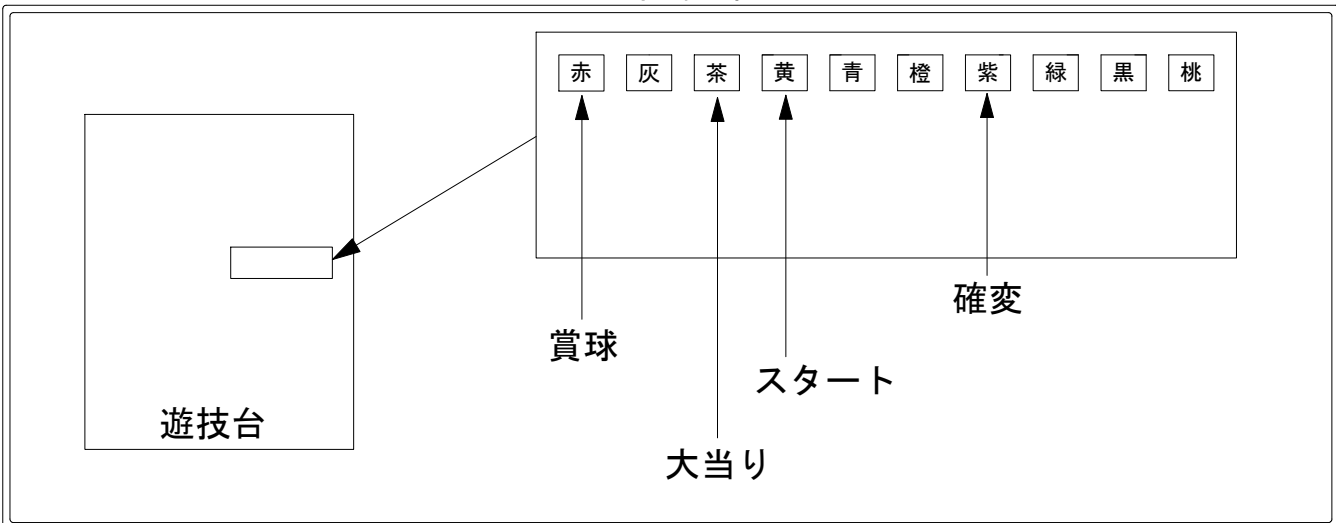 赤 灰 茶 黄 青 橙 紫 緑 黒 桃
確変
賞球
スタート
遊技台
大当り